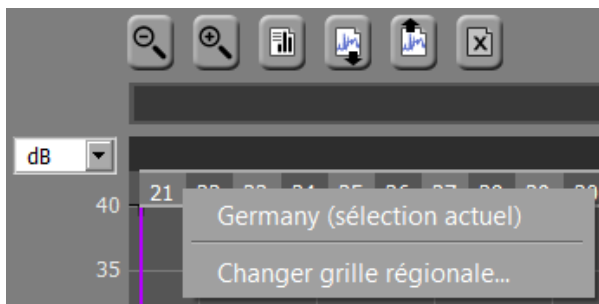 dB
21
40
Germany (sélection actuel)
35
Changer grille régionale...